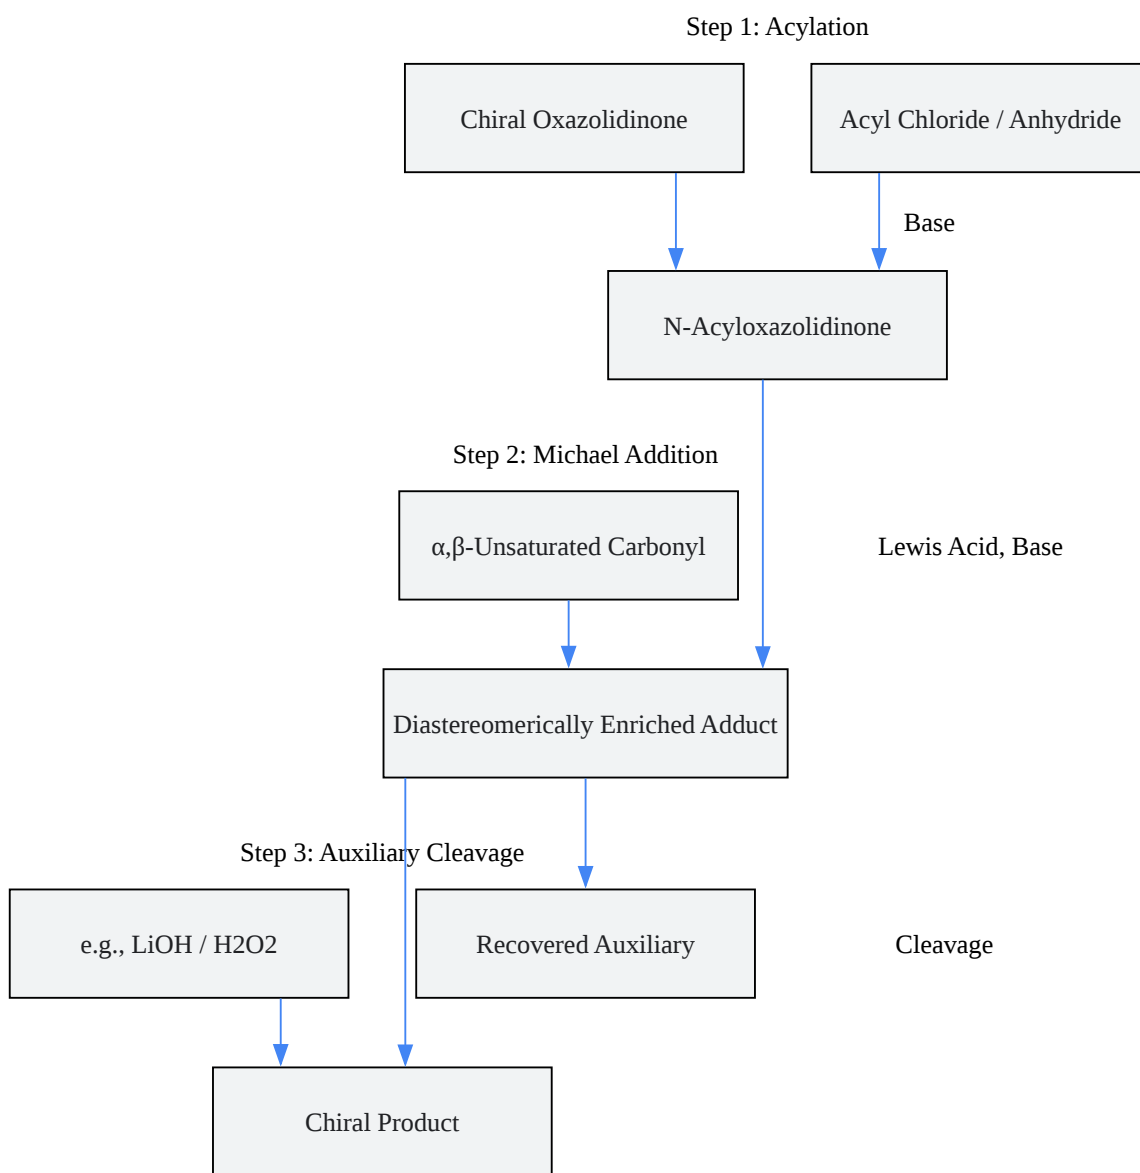 Step 1: Acylation
Chiral Oxazolidinone
Acyl Chloride / Anhydride
Base
N-Acyloxazolidinone
Step 2: Michael Addition
α,β-Unsaturated Carbonyl
Lewis Acid, Base
Diastereomerically Enriched Adduct
Step 3: Auxiliary Cleavage
e.g., LiOH / H2O2
Recovered Auxiliary
Cleavage
Chiral Product